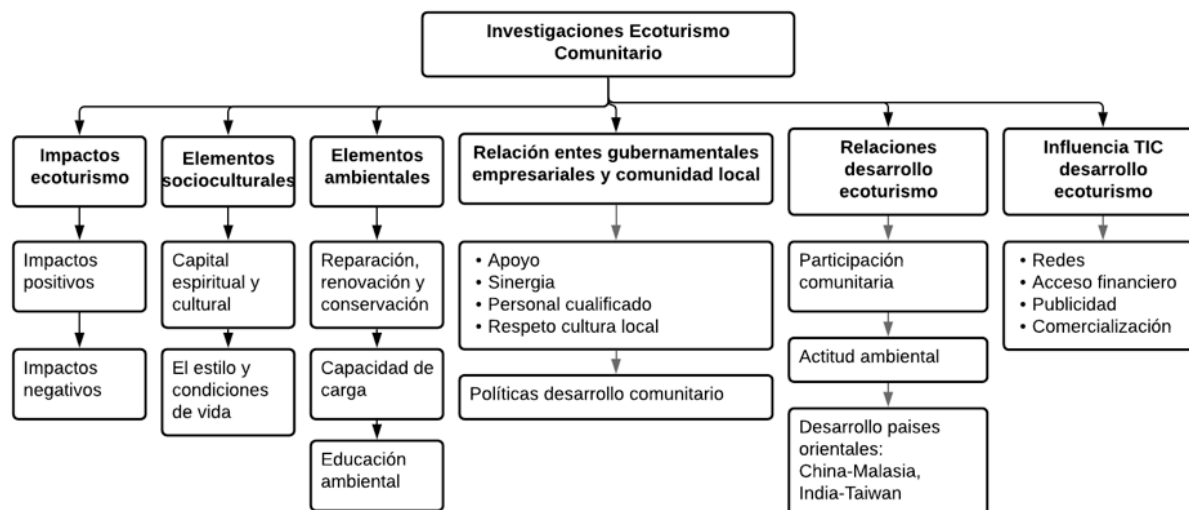 Investigaciones Ecoturismo
Comunitario
Impactos
ecoturismo
Elementos
socioculturales
Elementos
ambientales
Relación entes gubernamentales
empresariales y comunidad local
Relaciones
desarrollo
ecoturismo
Influencia TIC
desarrollo
ecoturismo
Impactos
positivos
Impactos
negativos
Capital
espiritual y
cultural
El estilo y
condiciones
de vida
Reparación,
renovación y
conservación
Capacidad de
carga
Educación
ambiental
• Apoyo
• Sinergia
• Personal cualificado
• Respeto cultura local
Políticas desarrollo comunitario
Participación
comunitaria
Actitud ambiental
Desarrollo paises
orientales:
China-Malasia,
India-Taiwan
• Redes
• Acceso financiero
• Publicidad
• Comercialización